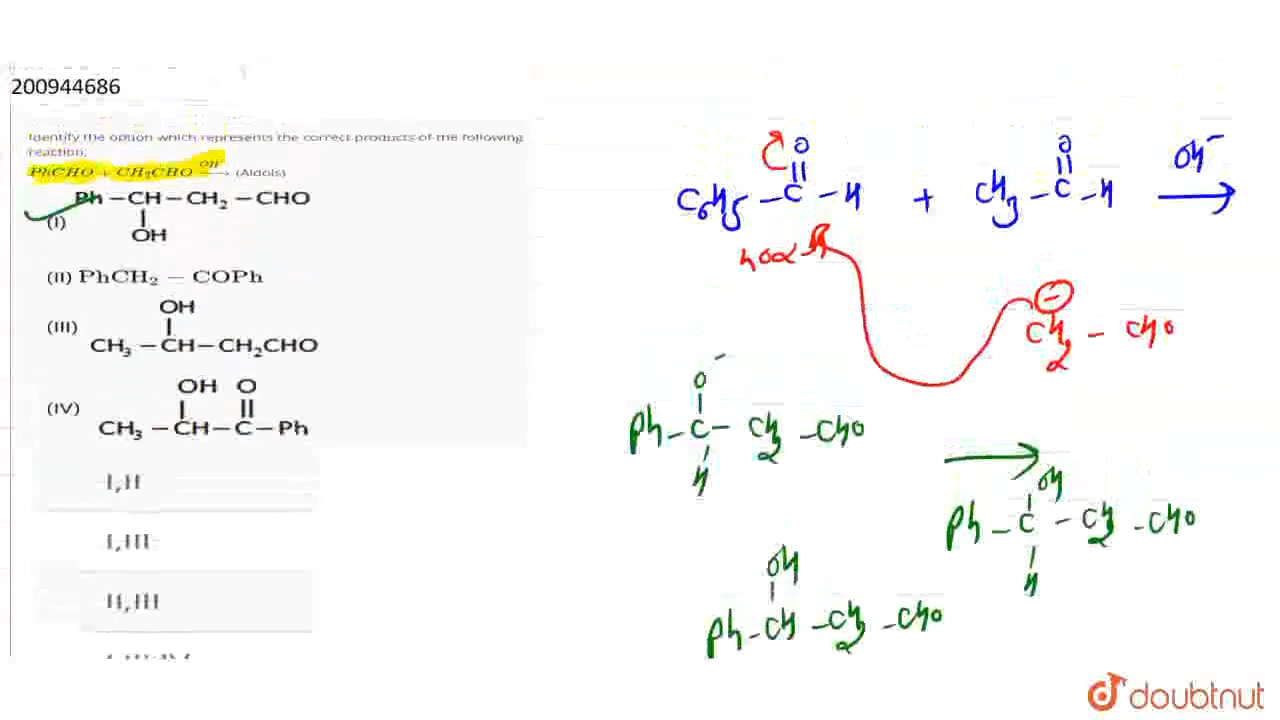 200944686
Identify the option which represents the correct products of the following
reaction:
PhCHO + CH₃CHO OH⁻ → (Aldols)
(I) Ph – CH – CH₂ – CHO
OH
(II) PhCH₂ – COPh
OH
(III) CH₃ – CH – CH₂CHO
OH O
(IV) CH₃ – CH – C – Ph
I,II
I,III
II,III
O
C₆H₅ – C – H + CH₃ – C – H OH⁻ →
O
no α H
⊖
CH₂ – CHO
O⁻
Ph – C – CH₂ – CHO
H
→
OH
Ph – C – CH₂ – CHO
H
OH
Ph – CH – CH₂ – CHO
doubtnut